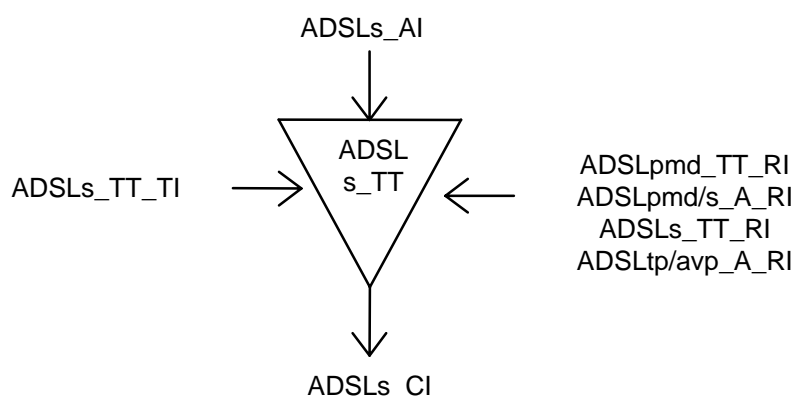 ADSLs_AI
ADSL
s_TT
ADSLs_TT_TI
ADSLpmd_TT_RI
ADSLpmd/s_A_RI
ADSLs_TT_RI
ADSLtp/avp_A_RI
ADSLs CI